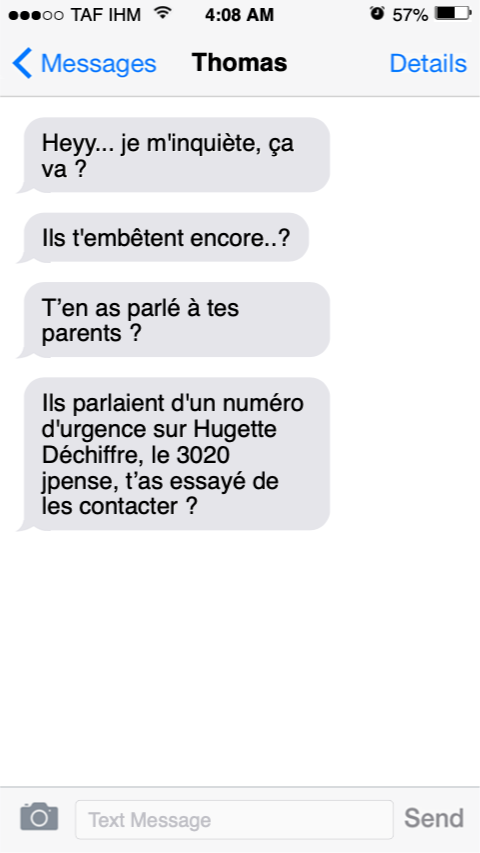 TAF IHM 4:08 AM 57%
Messages Thomas Details
Heyy... je m'inquiète, ça
va ?
Ils t'embêtent encore..?
T’en as parlé à tes
parents ?
Ils parlaient d'un numéro
d'urgence sur Hugette
Déchiffre, le 3020
jpense, t’as essayé de
les contacter ?
Text Message Send